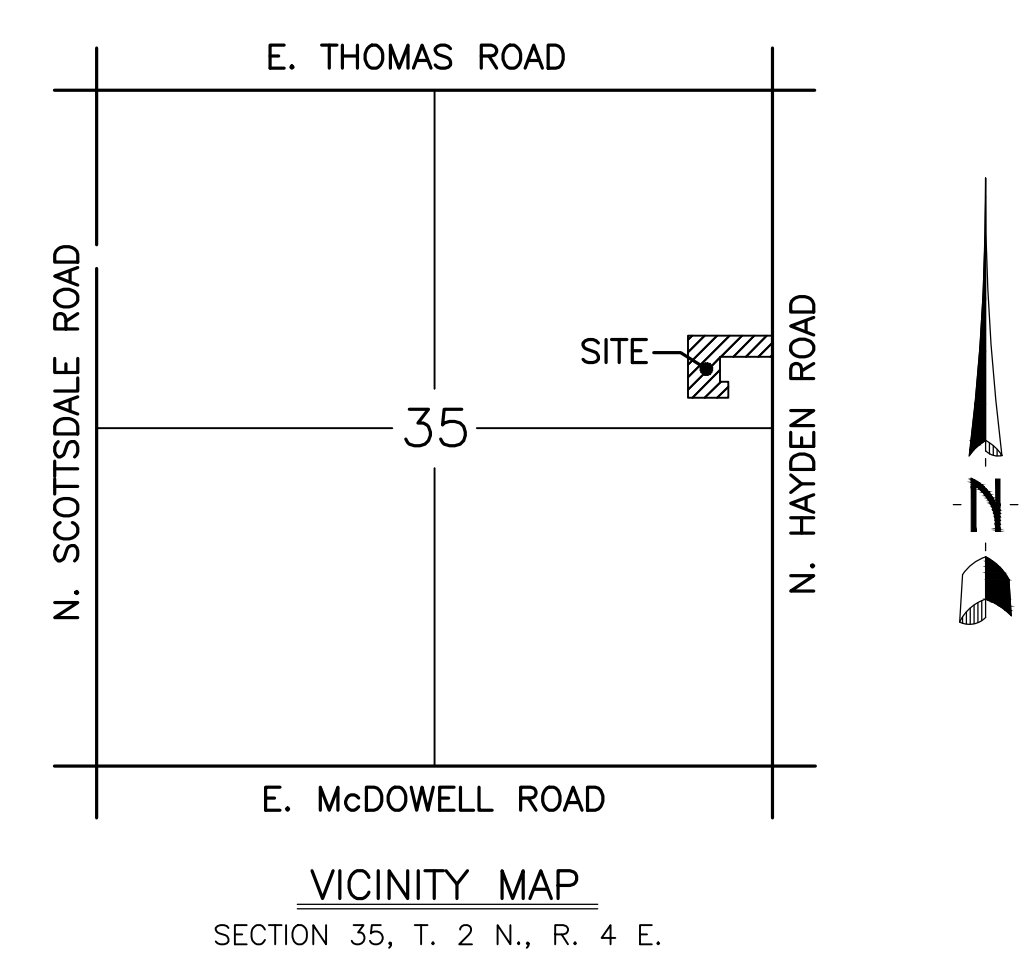 E. THOMAS ROAD
N. SCOTTSDALE ROAD
SITE
N. HAYDEN ROAD
35
N
E. McDOWELL ROAD
VICINITY MAP
SECTION 35, T. 2 N., R. 4 E.